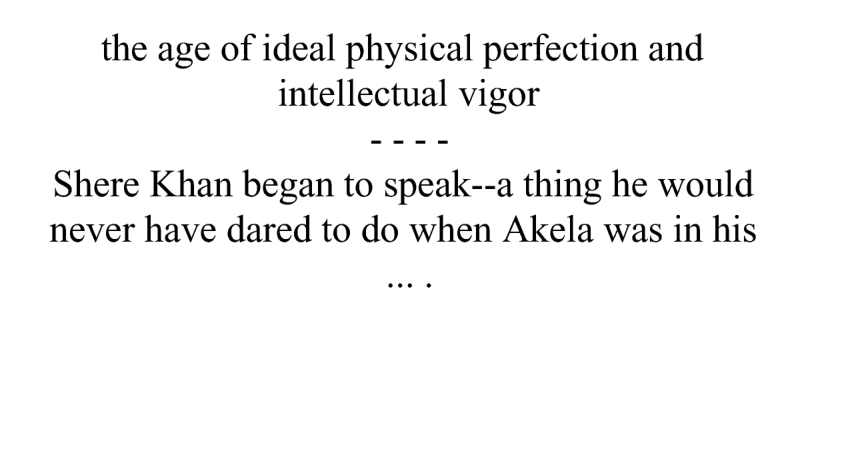 the age of ideal physical perfection and
intellectual vigor
- - - -
Shere Khan began to speak--a thing he would
never have dared to do when Akela was in his
... .